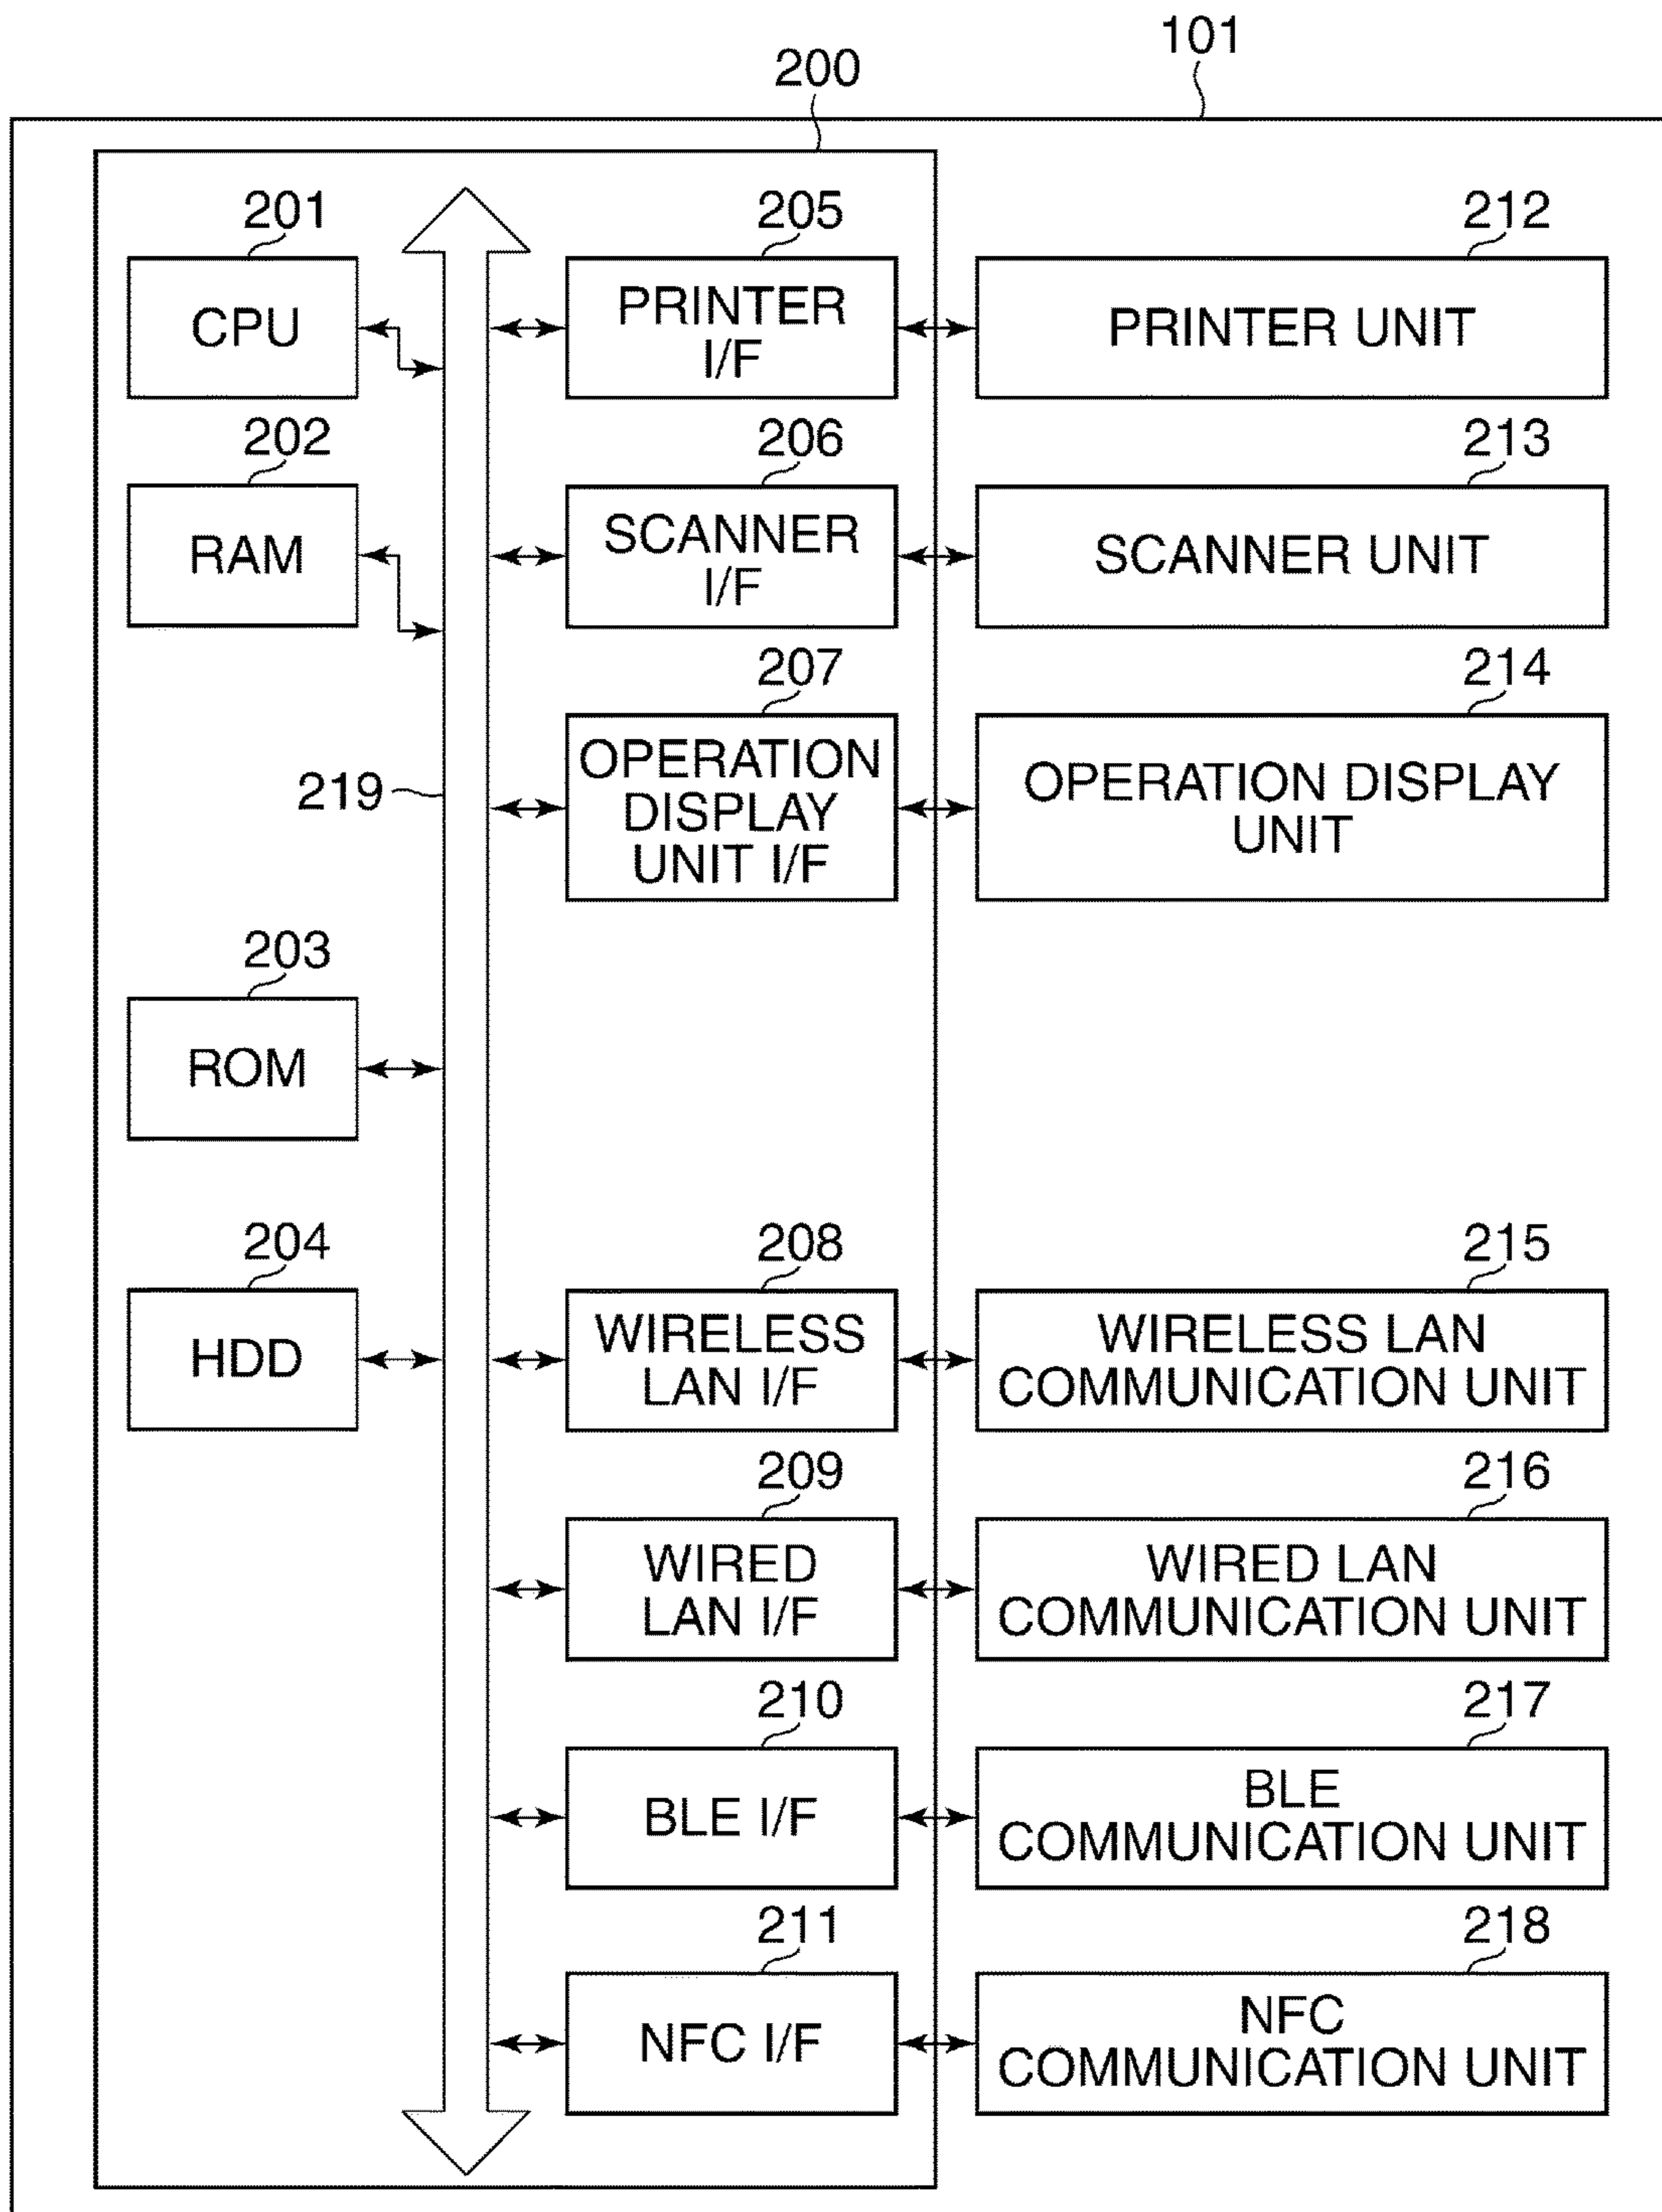 101
200
201
205
212
CPU
PRINTER
I/F
PRINTER UNIT
202
206
213
RAM
SCANNER
I/F
SCANNER UNIT
207
214
219
OPERATION
DISPLAY
UNIT I/F
OPERATION DISPLAY
UNIT
203
ROM
204
208
215
HDD
WIRELESS
LAN I/F
WIRELESS LAN
COMMUNICATION UNIT
209
216
WIRED
LAN I/F
WIRED LAN
COMMUNICATION UNIT
210
217
BLE I/F
BLE
COMMUNICATION UNIT
211
218
NFC I/F
NFC
COMMUNICATION UNIT